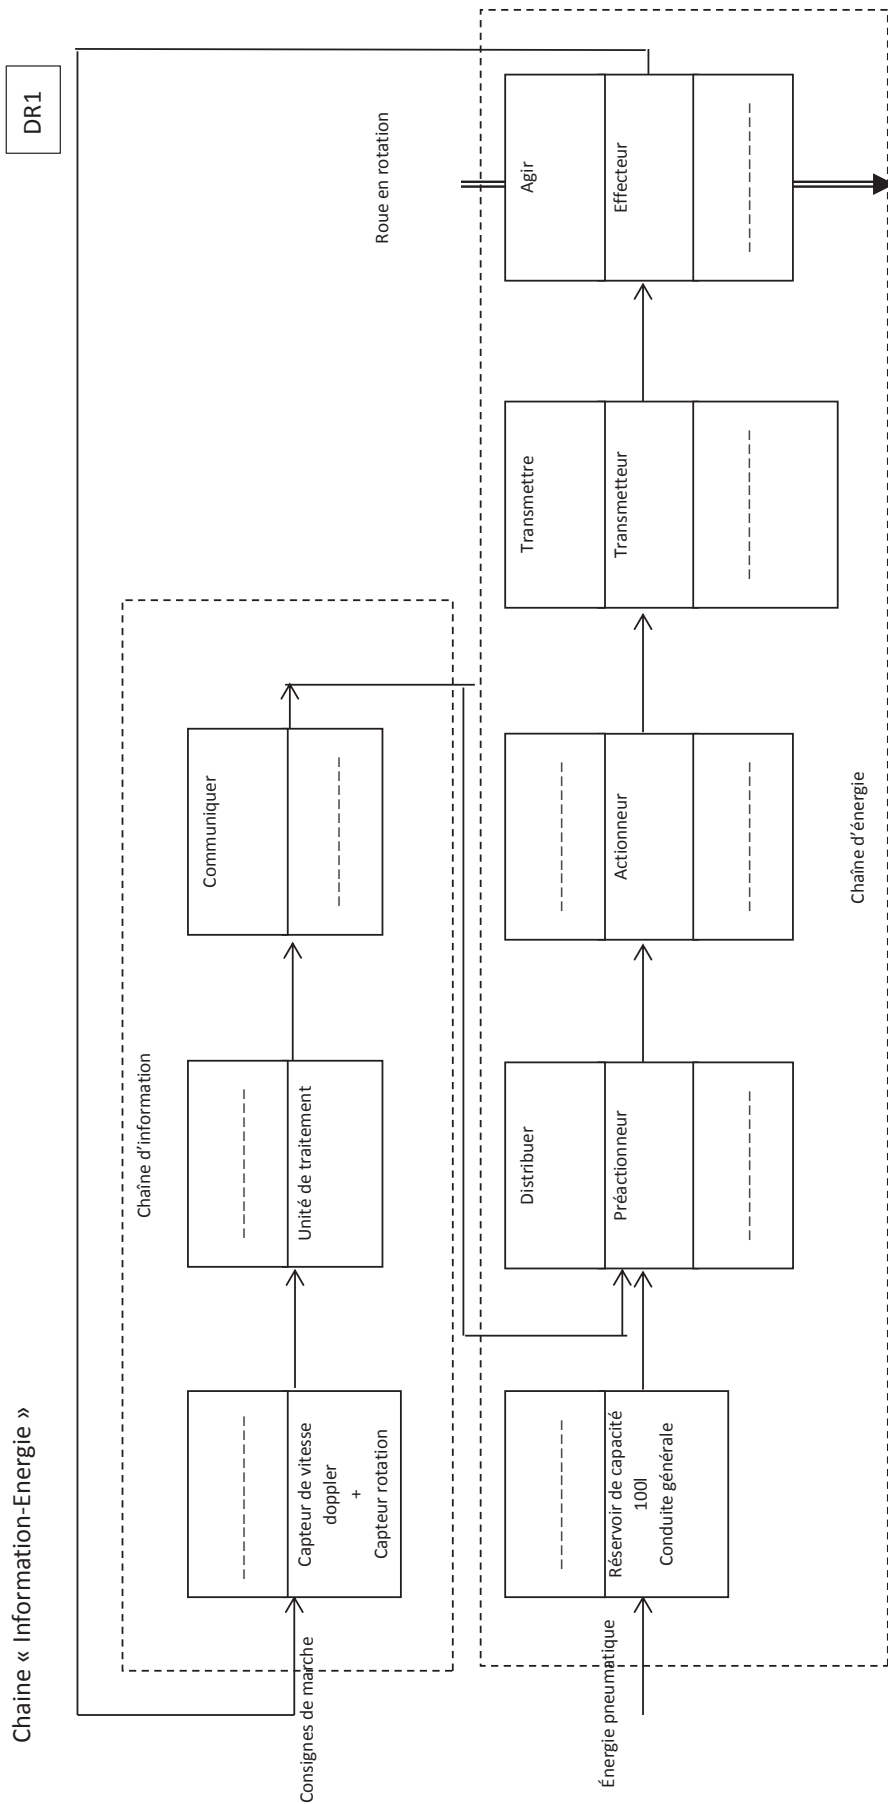 DR1
Chaine « Information-Energie »
Chaîne d'information
Consignes de marche
Capteur de vitesse
doppler
+
Capteur rotation
Unité de traitement
Communiquer
Roue en rotation
Énergie pneumatique
Réservoir de capacité
100l
Conduite générale
Distribuer
Préactionneur
Actionneur
Transmettre
Transmetteur
Agir
Effecteur
Chaîne d'énergie